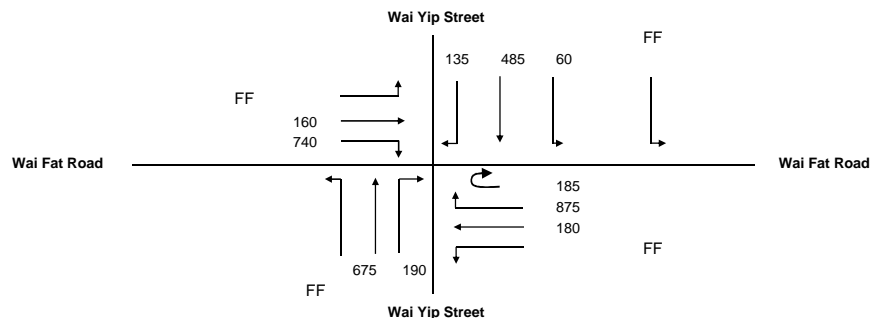 Wai Yip Street
FF
135 485 60
FF
160
740
Wai Fat Road
Wai Fat Road
185
875
180
FF
675 190
FF
Wai Yip Street